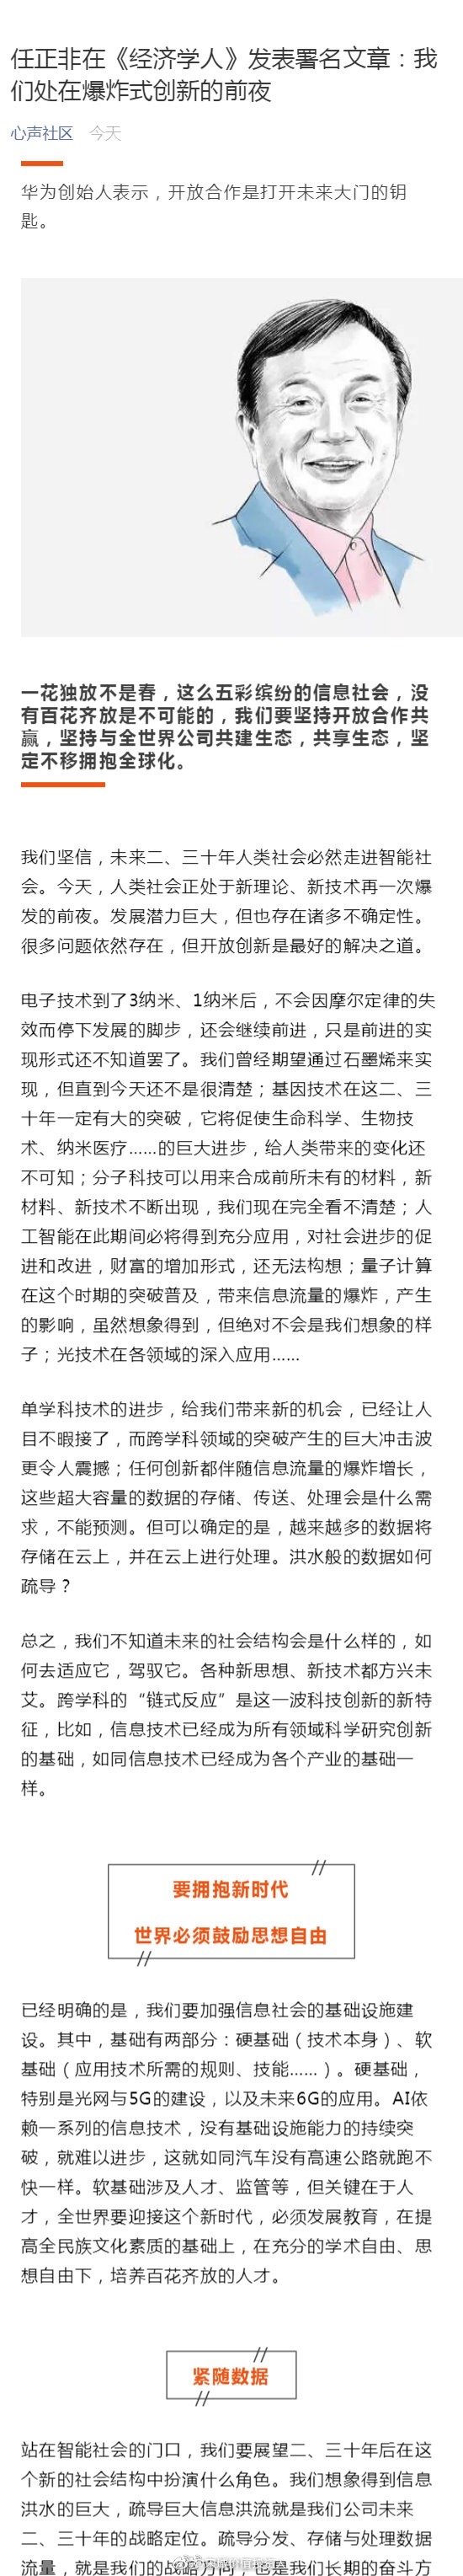 任正非在《经济学人》发表署名文章：我
们处在爆炸式创新的前夜
心声社区 今天
华为创始人表示，开放合作是打开未来大门的钥
匙。
一花独放不是春，这么五彩缤纷的信息社会，没
有百花齐放是不可能的，我们要坚持开放合作共
赢，坚持与全世界公司共建生态，共享生态，坚
定不移拥抱全球化。
我们坚信，未来二、三十年人类社会必然走进智能社
会。今天，人类社会正处于新理论、新技术再一次爆
发的前夜。发展潜力巨大，但也存在诸多不确定性。
很多问题依然存在，但开放创新是最好的解决之道。
电子技术到了3纳米、1纳米后，不会因摩尔定律的失
效而停下发展的脚步，还会继续前进，只是前进的实
现形式还不知道罢了。我们曾经期望通过石墨烯来实
现，但直到今天还不是很清楚；基因技术在这二、三
十年一定有大的突破，它将促使生命科学、生物技
术、纳米医疗……的巨大进步，给人类带来的变化还
不可知；分子科技可以用来合成前所未有的材料，新
材料、新技术不断出现，我们现在完全看不清楚；人
工智能在此期间必将得到充分应用，对社会进步的促
进和改进，财富的增加形式，还无法构想；量子计算
在这个时期的突破普及，带来信息流量的爆炸，产生
的影响，虽然想象得到，但绝对不会是我们想象的样
子；光技术在各领域的深入应用……
单学科技术的进步，给我们带来新的机会，已经让人
目不暇接了，而跨学科领域的突破产生的巨大冲击波
更令人震撼；任何创新都伴随信息流量的爆炸增长，
这些超大容量的数据的存储、传送、处理会是什么需
求，不能预测。但可以确定的是，越来越多的数据将
存储在云上，并在云上进行处理。洪水般的数据如何
疏导？
总之，我们不知道未来的社会结构会是什么样的，如
何去适应它，驾驭它。各种新思想、新技术都方兴未
艾。跨学科的“链式反应”是这一波科技创新的新特
征，比如，信息技术已经成为所有领域科学研究创新
的基础，如同信息技术已经成为各个产业的基础一
样。
要拥抱新时代
世界必须鼓励思想自由
已经明确的是，我们要加强信息社会的基础设施建
设。其中，基础有两部分：硬基础（技术本身）、软
基础（应用技术所需的规则、技能……）。硬基础，
特别是光网与5G的建设，以及未来6G的应用。AI依
赖一系列的信息技术，没有基础设施能力的持续突
破，就难以进步，这就如同汽车没有高速公路就跑不
快一样。软基础涉及人才、监管等，但关键在于人
才，全世界要迎接这个新时代，必须发展教育，在提
高全民族文化素质的基础上，在充分的学术自由、思
想自由下，培养百花齐放的人才。
紧随数据
站在智能社会的门口，我们要展望二、三十年后在这
个新的社会结构中扮演什么角色。我们想象得到信息
洪水的巨大，疏导巨大信息洪流就是我们公司未来
二、三十年的战略定位。疏导分发、存储与处理数据
流量，就是我们的战略方向，也是我们长期的奋斗方